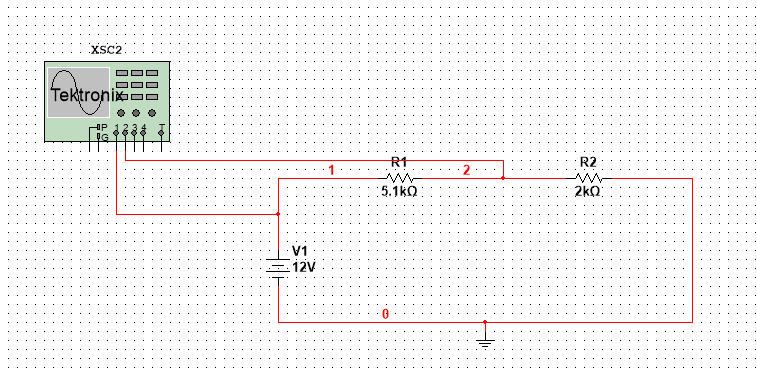 XSC2
Tektronix
P
G
1 2 3 4 T
1
R1
5.1kΩ
2
R2
2kΩ
V1
12V
0